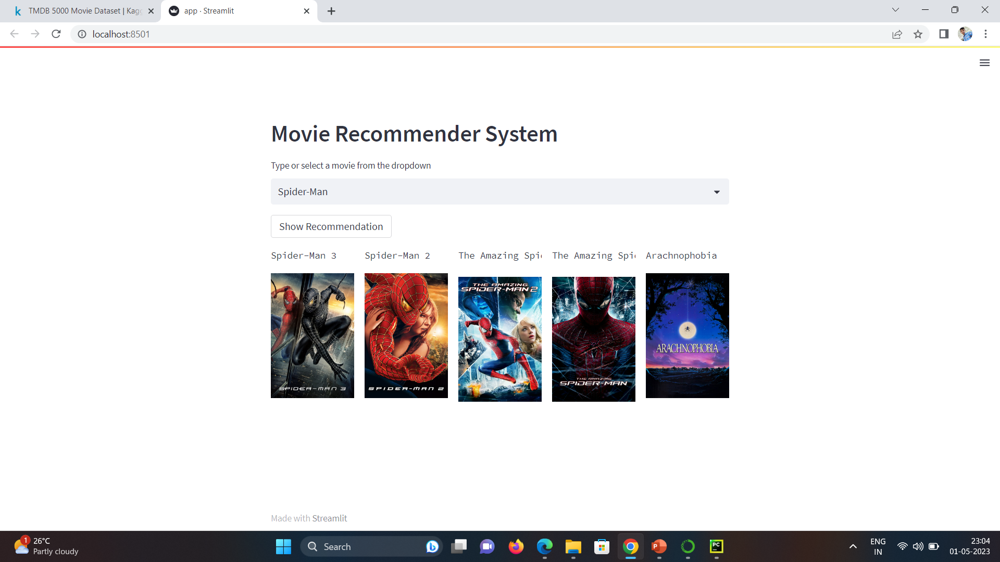 TMDB 5000 Movie Dataset | Kagg
app · Streamlit
localhost:8501
Movie Recommender System
Type or select a movie from the dropdown
Spider-Man
Show Recommendation
Spider-Man 3
Spider-Man 2
The Amazing Spi
The Amazing Spi
Arachnophobia
SPIDER-MAN 3
SPIDER-MAN 2
THE AMAZING
SPIDER-MAN 2
THE AMAZING
SPIDER-MAN
ARACHNOPHOBIA
Made with Streamlit
1
26°C
Partly cloudy
Search
P
PC
ENG
IN
23:04
01-05-2023